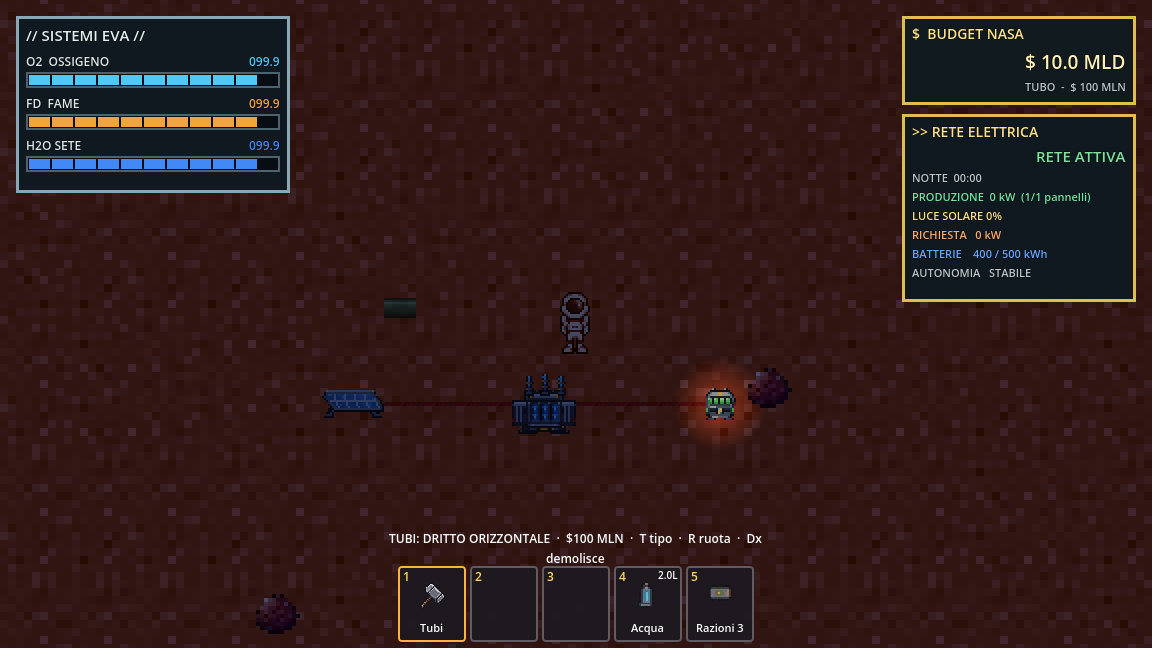 // SISTEMI EVA //
O2 OSSIGENO 099.9
FD FAME 099.9
H2O SETE 099.9
$ BUDGET NASA
$ 10.0 MLD
TUBO - $ 100 MLN
>> RETE ELETTRICA
RETE ATTIVA
NOTTE 00:00
PRODUZIONE 0 kW (1/1 pannelli)
LUCE SOLARE 0%
RICHIESTA 0 kW
BATTERIE 400 / 500 kWh
AUTONOMIA STABILE
TUBI: DRITTO ORIZZONTALE · $100 MLN · T tipo · R ruota · Dx
demolisce
1 2 3 4 2.0L 5
Tubi Acqua Razioni 3